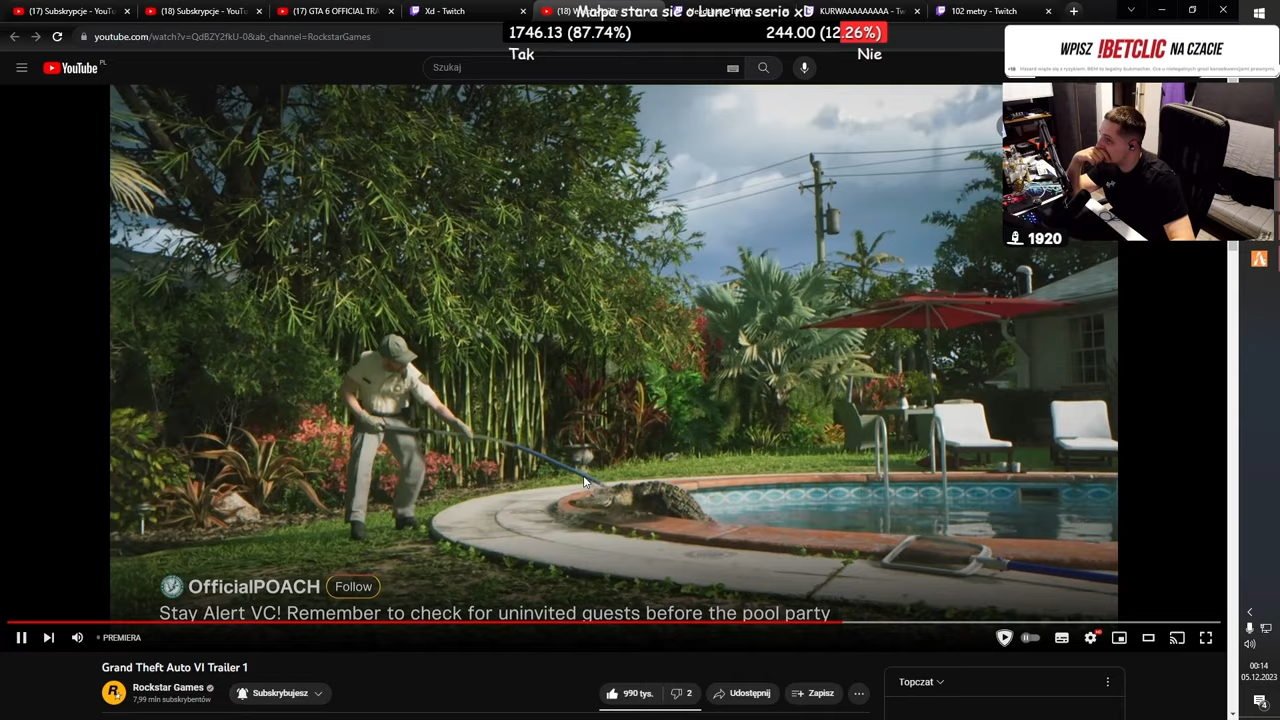 (17) Subskrypcje - YouTu
(18) Subskrypcje - YouTu
GTA 6 OFFICIAL TR
Xd - Twitch
KURWAAAAAAAA - Tw
102 metry - Twitch
Małpa stara się o Lune na serio xd
1746.13 (87.74%)
244.00 (12.26%)
Tak
Nie
youtube.com
QdBZY2fkU-0&ab_channel=RockstarGames
WPISZ !BETCLIC NA CZACIE
YouTube PL
Szukaj
1920
OfficialPOACH
Follow
Stay Alert VC! Remember to check for uninvited guests before the pool party
PREMIERA
Grand Theft Auto VI Trailer 1
Rockstar Games
7,99 mln subskrybentów
Subskrybujesz
990 tys.
2
Udostępnij
Zapisz
Topczat
00:14
05.12.2023
4